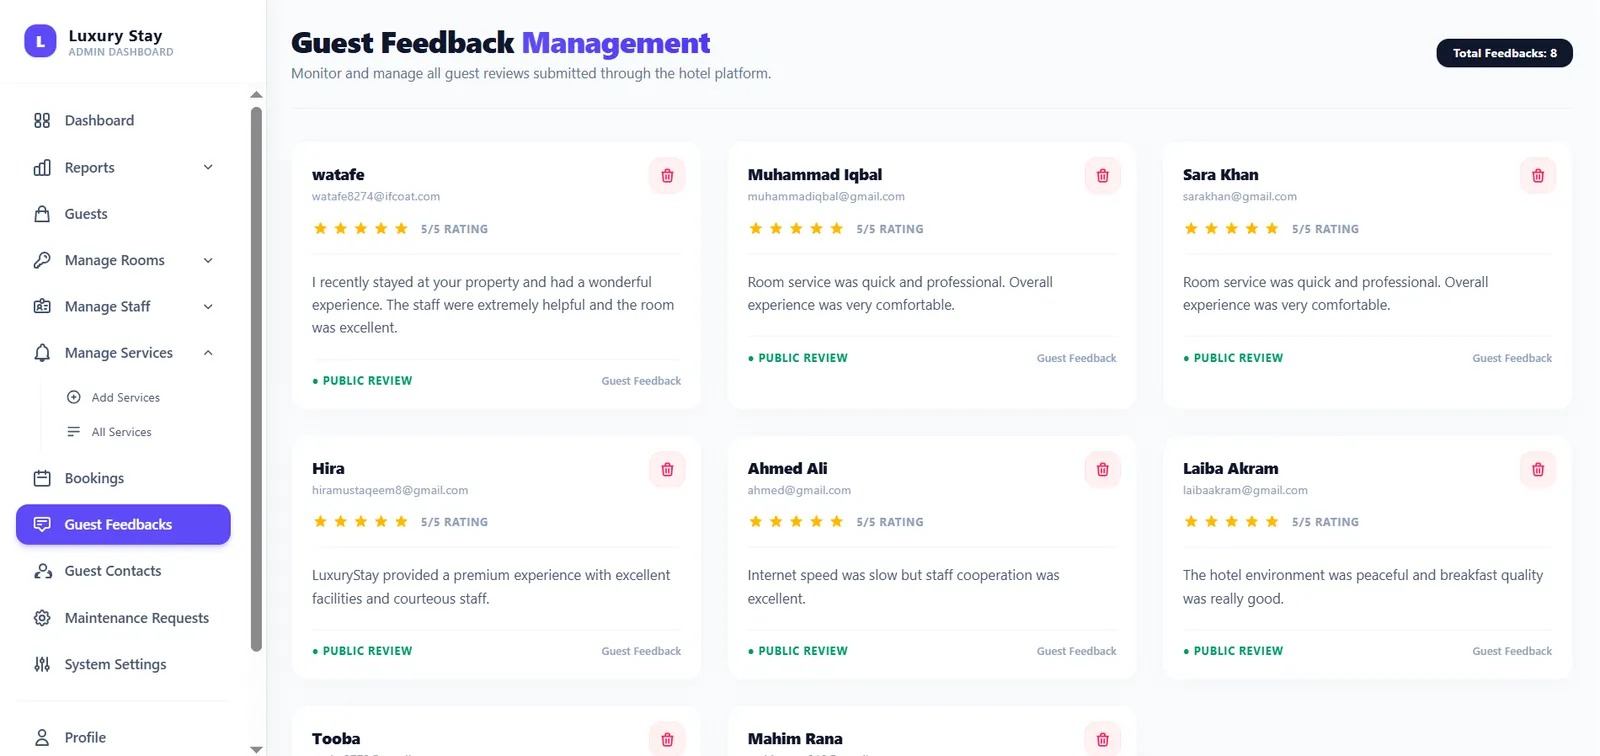 L
Luxury Stay
ADMIN DASHBOARD
Dashboard
Reports
Guests
Manage Rooms
Manage Staff
Manage Services
Add Services
All Services
Bookings
Guest Feedbacks
Guest Contacts
Maintenance Requests
System Settings
Profile
Guest Feedback Management
Monitor and manage all guest reviews submitted through the hotel platform.
Total Feedbacks: 8
watafe
watafe8274@ifcoat.com
5/5 RATING
I recently stayed at your property and had a wonderful
experience. The staff were extremely helpful and the room
was excellent.
• PUBLIC REVIEW
Guest Feedback
Muhammad Iqbal
muhammadiqbal@gmail.com
5/5 RATING
Room service was quick and professional. Overall
experience was very comfortable.
• PUBLIC REVIEW
Guest Feedback
Sara Khan
sarakhan@gmail.com
5/5 RATING
Room service was quick and professional. Overall
experience was very comfortable.
• PUBLIC REVIEW
Guest Feedback
Hira
hiramustaqeem8@gmail.com
5/5 RATING
LuxuryStay provided a premium experience with excellent
facilities and courteous staff.
• PUBLIC REVIEW
Guest Feedback
Ahmed Ali
ahmed@gmail.com
5/5 RATING
Internet speed was slow but staff cooperation was
excellent.
• PUBLIC REVIEW
Guest Feedback
Laiba Akram
laibaakram@gmail.com
5/5 RATING
The hotel environment was peaceful and breakfast quality
was really good.
• PUBLIC REVIEW
Guest Feedback
Tooba
Mahim Rana